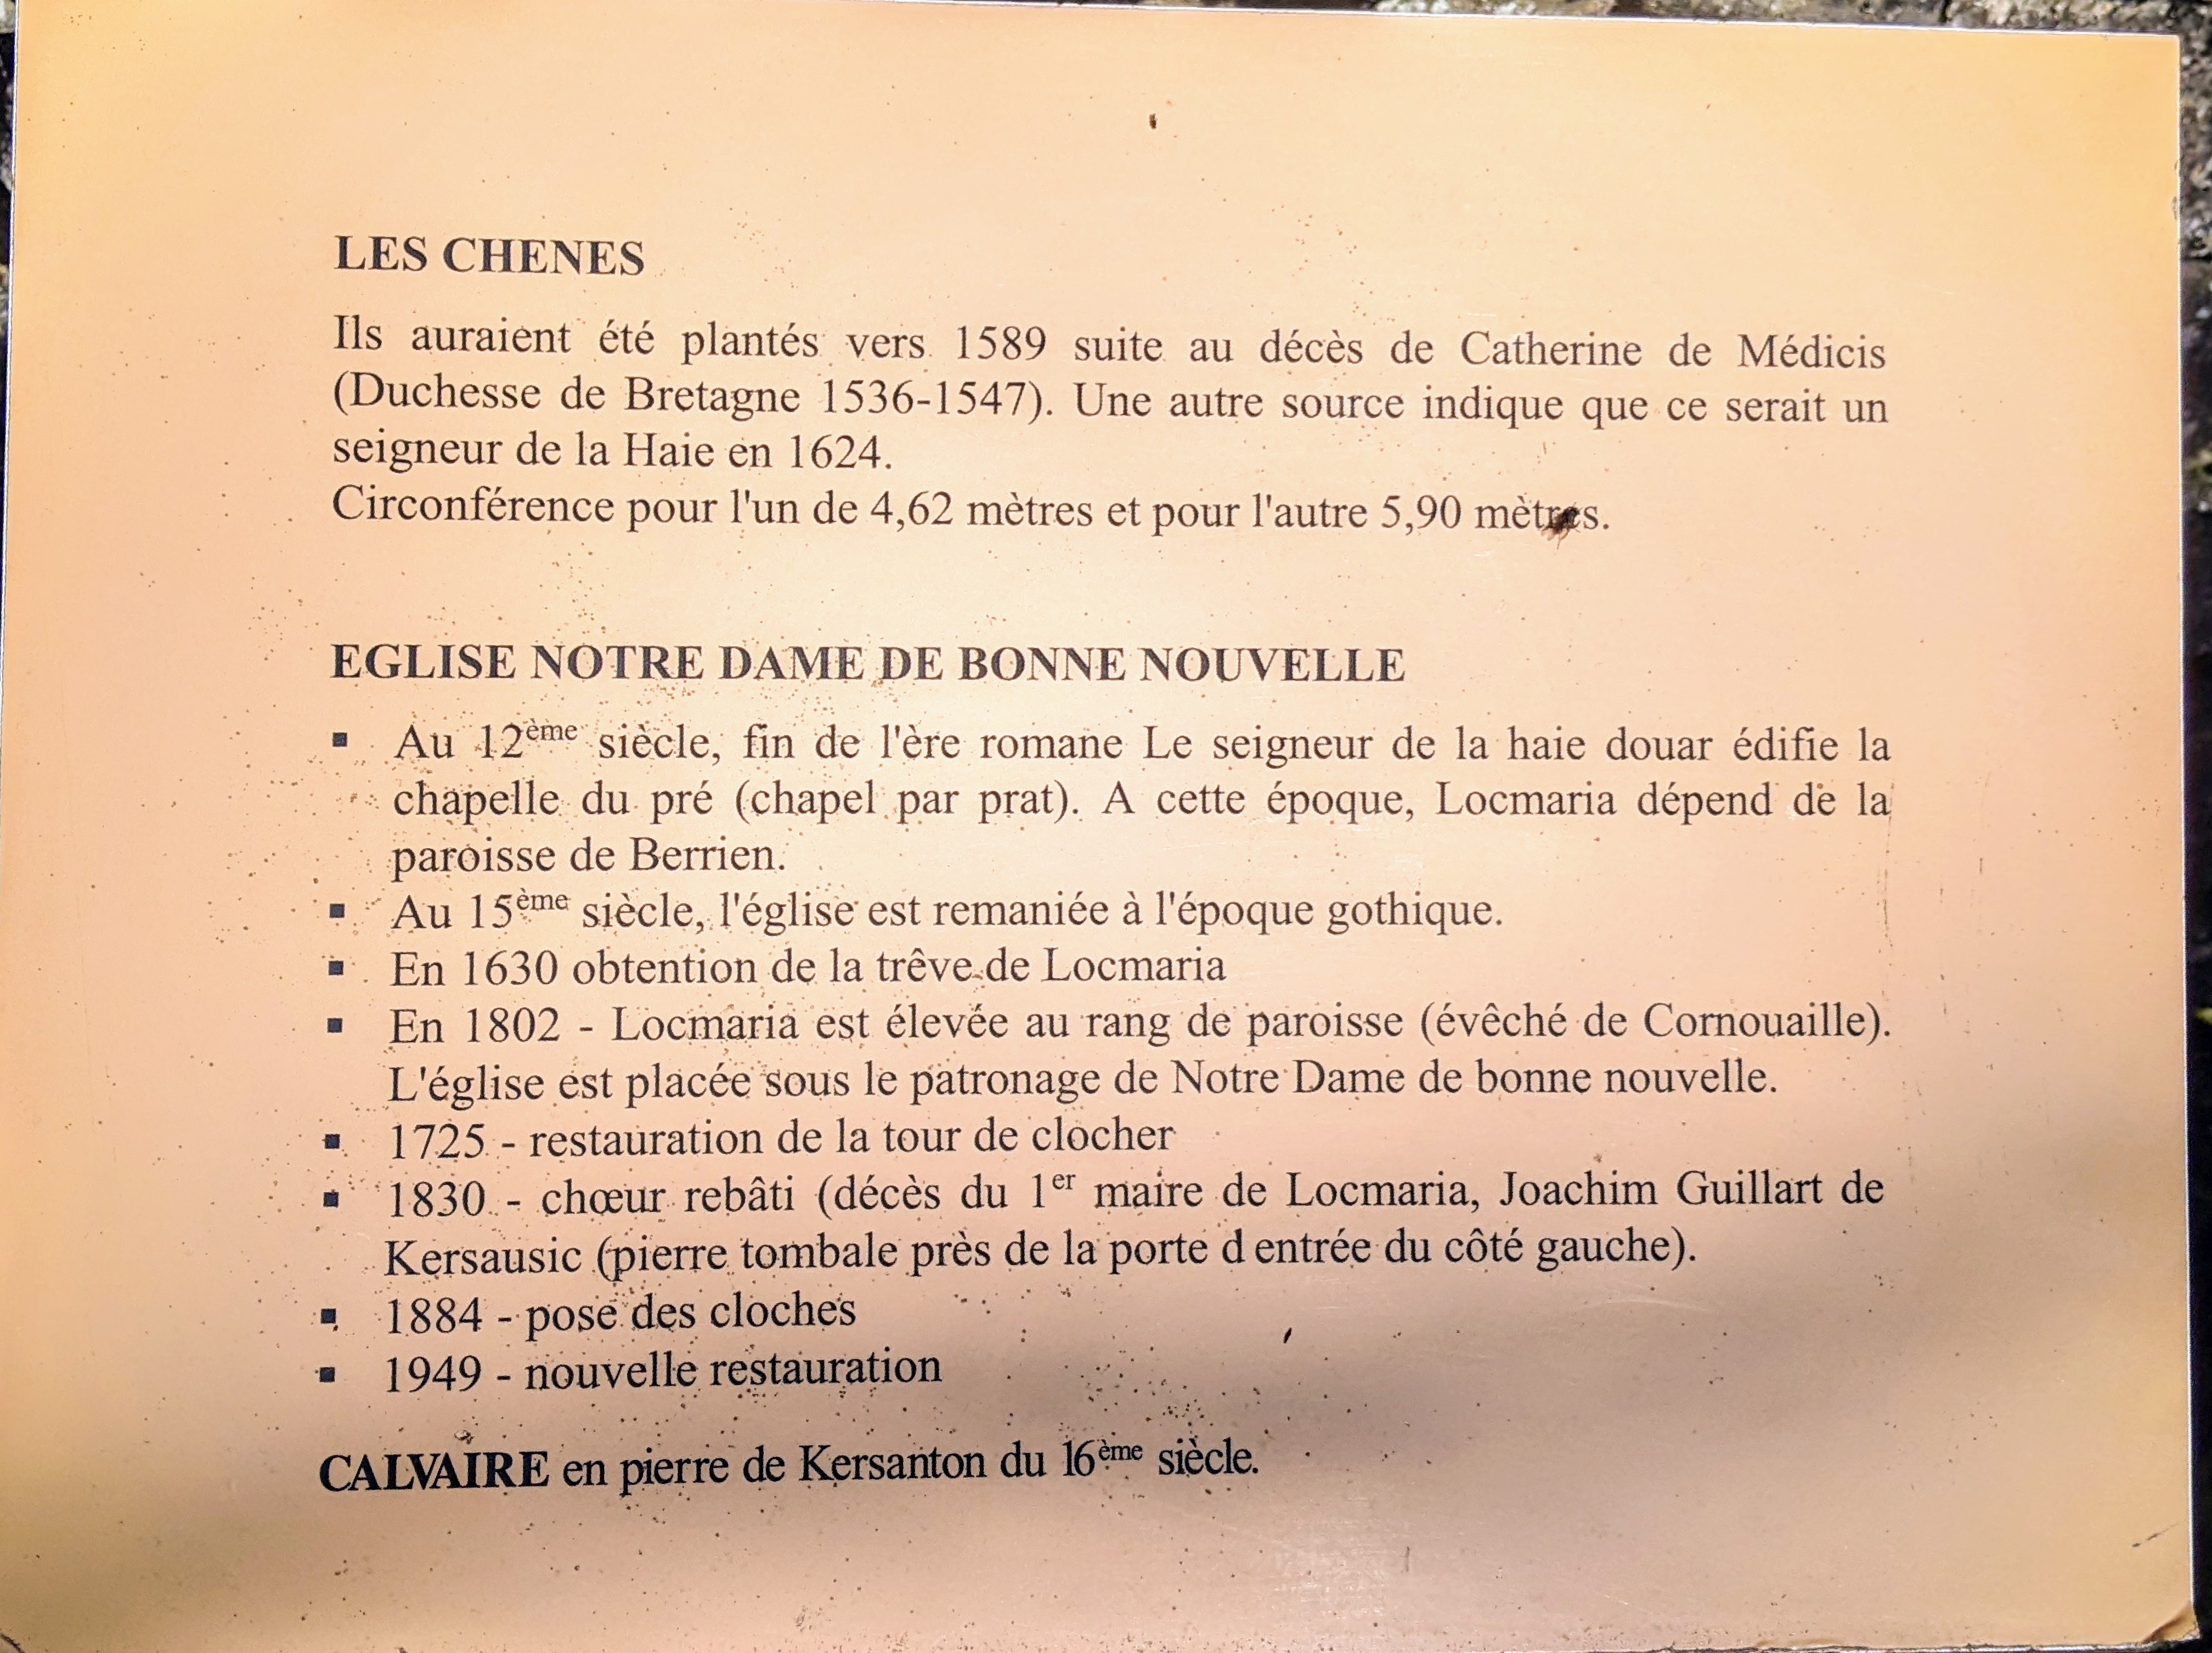 LES CHENES
Ils auraient été plantés vers 1589 suite au décès de Catherine de Médicis
(Duchesse de Bretagne 1536-1547). Une autre source indique que ce serait un
seigneur de la Haie en 1624.
Circonférence pour l'un de 4,62 mètres et pour l'autre 5,90 mètres.
EGLISE NOTRE DAME DE BONNE NOUVELLE
▪ Au 12ème siècle, fin de l'ère romane Le seigneur de la haie douar édifie la
chapelle du pré (chapel par prat). A cette époque, Locmaria dépend de la
paroisse de Berrien.
▪ Au 15ème siècle, l'église est remaniée à l'époque gothique.
▪ En 1630 obtention de la trêve de Locmaria
▪ En 1802 - Locmaria est élevée au rang de paroisse (évêché de Cornouaille).
L'église est placée sous le patronage de Notre Dame de bonne nouvelle.
▪ 1725 - restauration de la tour de clocher
▪ 1830 - chœur rebâti (décès du 1er maire de Locmaria, Joachim Guillart de
Kersausic (pierre tombale près de la porte d entrée du côté gauche).
▪ 1884 - pose des cloches
▪ 1949 - nouvelle restauration
CALVAIRE en pierre de Kersanton du 16ème siècle.